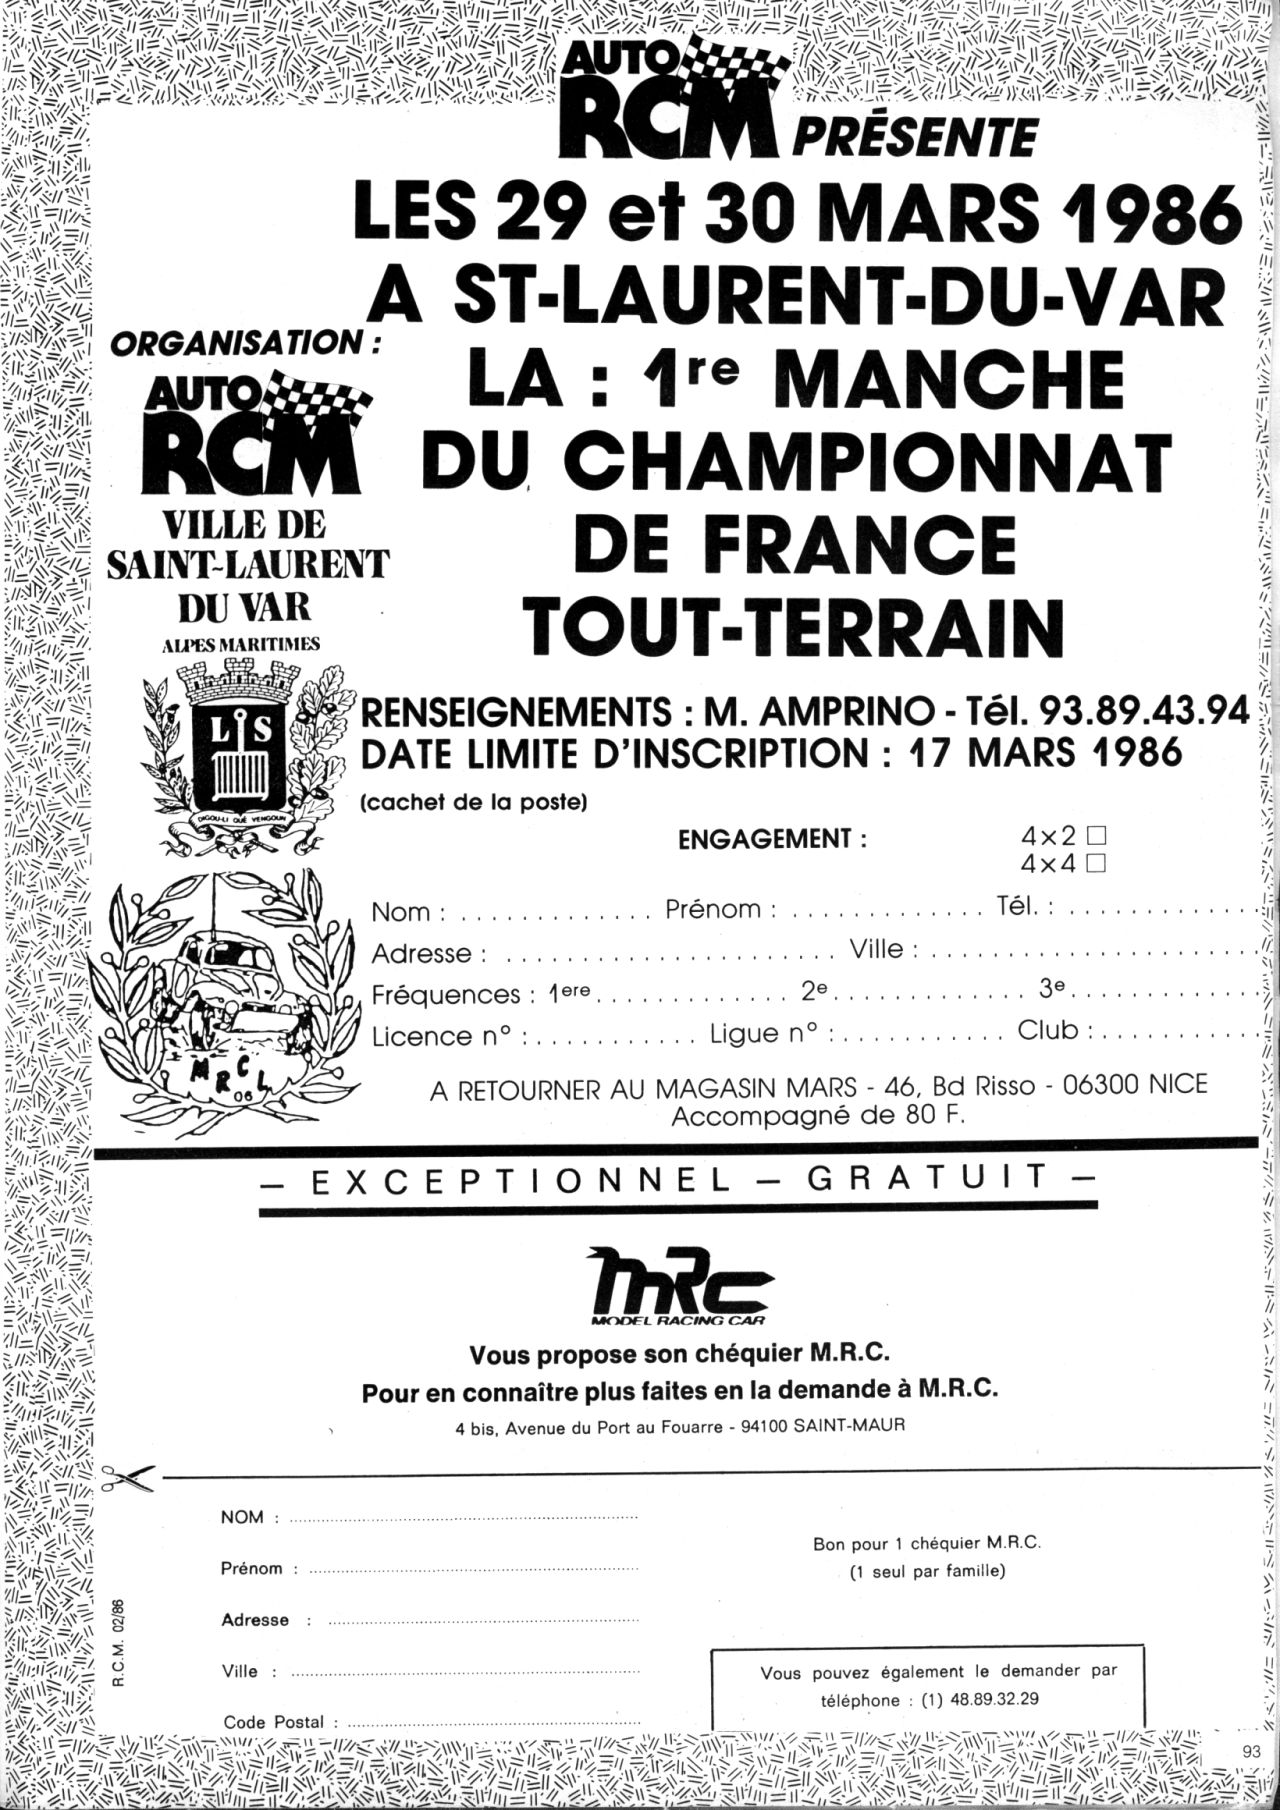 AUTO
RCM PRÉSENTE
LES 29 et 30 MARS 1986
A ST-LAURENT-DU-VAR
LA : 1re MANCHE
DU CHAMPIONNAT
DE FRANCE
TOUT-TERRAIN
ORGANISATION :
AUTO
RCM
VILLE DE
SAINT-LAURENT
DU VAR
ALPES MARITIMES
L S
DIGOU-LI QUÈ VENGOUN
RENSEIGNEMENTS : M. AMPRINO - Tél. 93.89.43.94
DATE LIMITE D'INSCRIPTION : 17 MARS 1986
(cachet de la poste)
ENGAGEMENT : 4×2 □
4×4 □
Nom : ............. Prénom : ............. Tél. : .............
Adresse : ...................... Ville : ......................
Fréquences : 1ere............. 2e............. 3e.............
Licence n° : ........... Ligue n° : ........... Club : ...........
M R C L
06
A RETOURNER AU MAGASIN MARS - 46, Bd Risso - 06300 NICE
Accompagné de 80 F.
– EXCEPTIONNEL – GRATUIT –
MRC
MODEL RACING CAR
Vous propose son chéquier M.R.C.
Pour en connaître plus faites en la demande à M.R.C.
4 bis, Avenue du Port au Fouarre - 94100 SAINT-MAUR
NOM : ......................
Prénom : ......................
Adresse : ......................
Ville : ......................
Code Postal : ......................
Bon pour 1 chéquier M.R.C.
(1 seul par famille)
Vous pouvez également le demander par
téléphone : (1) 48.89.32.29
R.C.M. 02/86
93